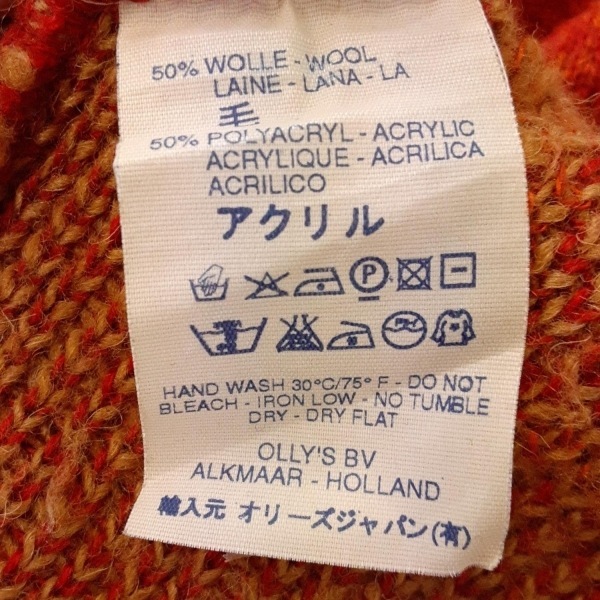 50% WOLLE - WOOL
LAINE - LANA - LA
毛
50% POLYACRYL - ACRYLIC
ACRYLIQUE - ACRILICA
ACRILICO
アクリル
P
HAND WASH 30°C/75° F - DO NOT
BLEACH - IRON LOW - NO TUMBLE
DRY - DRY FLAT
OLLY'S BV
ALKMAAR - HOLLAND
輸入元 オリーズジャパン(有)